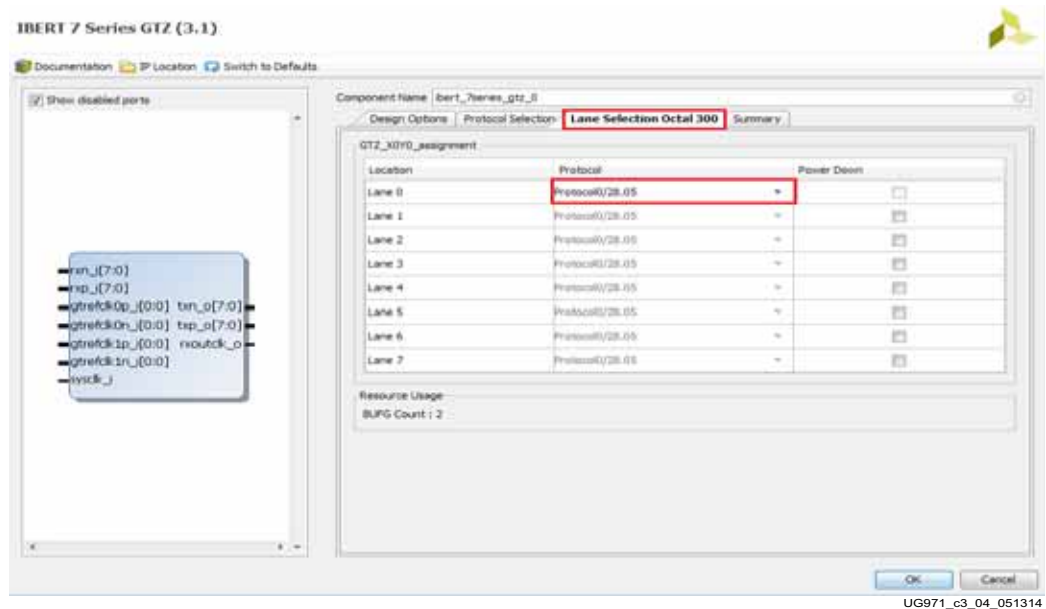 IBERT 7 Series GTZ (3.1)
Documentation IP Location Switch to Defaults
Show disabled ports
Component Name ibert_7series_gtz_0
Design Options Protocol Selection Lane Selection Octal 300 Summary
GTZ_X0Y0_assignment
Location Protocol Power Down
Lane 0 Protocol0/28.05
Lane 1 Protocol0/28.05
Lane 2 Protocol0/28.05
Lane 3 Protocol0/28.05
Lane 4 Protocol0/28.05
Lane 5 Protocol0/28.05
Lane 6 Protocol0/28.05
Lane 7 Protocol0/28.05
rxn_i[7:0]
rxp_i[7:0]
gtrefclk0p_i[0:0] txn_o[7:0]
gtrefclk0n_i[0:0] txp_o[7:0]
gtrefclk1p_i[0:0] rxoutclk_o
gtrefclk1n_i[0:0]
sysclk_i
Resource Usage
BUFG Count : 2
OK Cancel
UG971_c3_04_051314